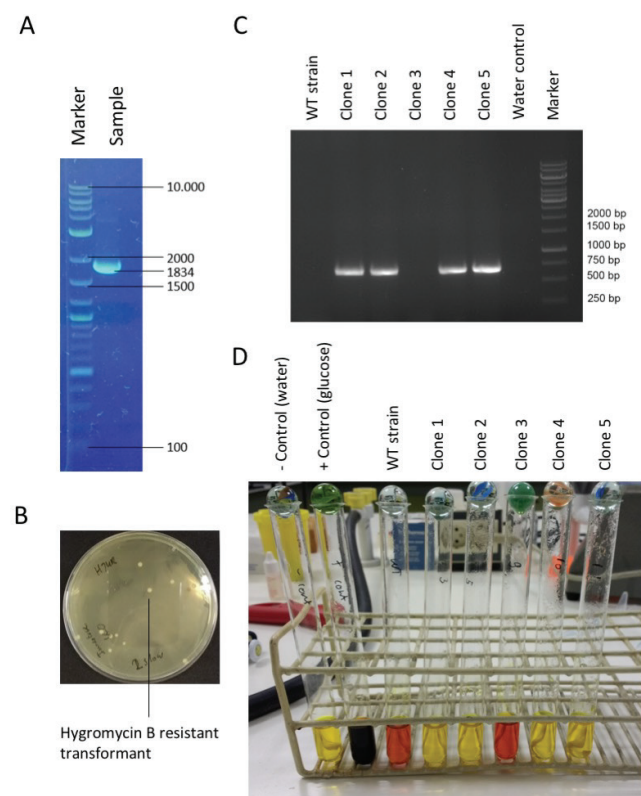 A
Marker
Sample
10.000
2000
1834
1500
100
B
Hygromycin B resistant
transformant
C
WT strain
Clone 1
Clone 2
Clone 3
Clone 4
Clone 5
Water control
Marker
2000 bp
1500 bp
1000 bp
750 bp
500 bp
250 bp
D
- Control (water)
+ Control (glucose)
WT strain
Clone 1
Clone 2
Clone 3
Clone 4
Clone 5
WT